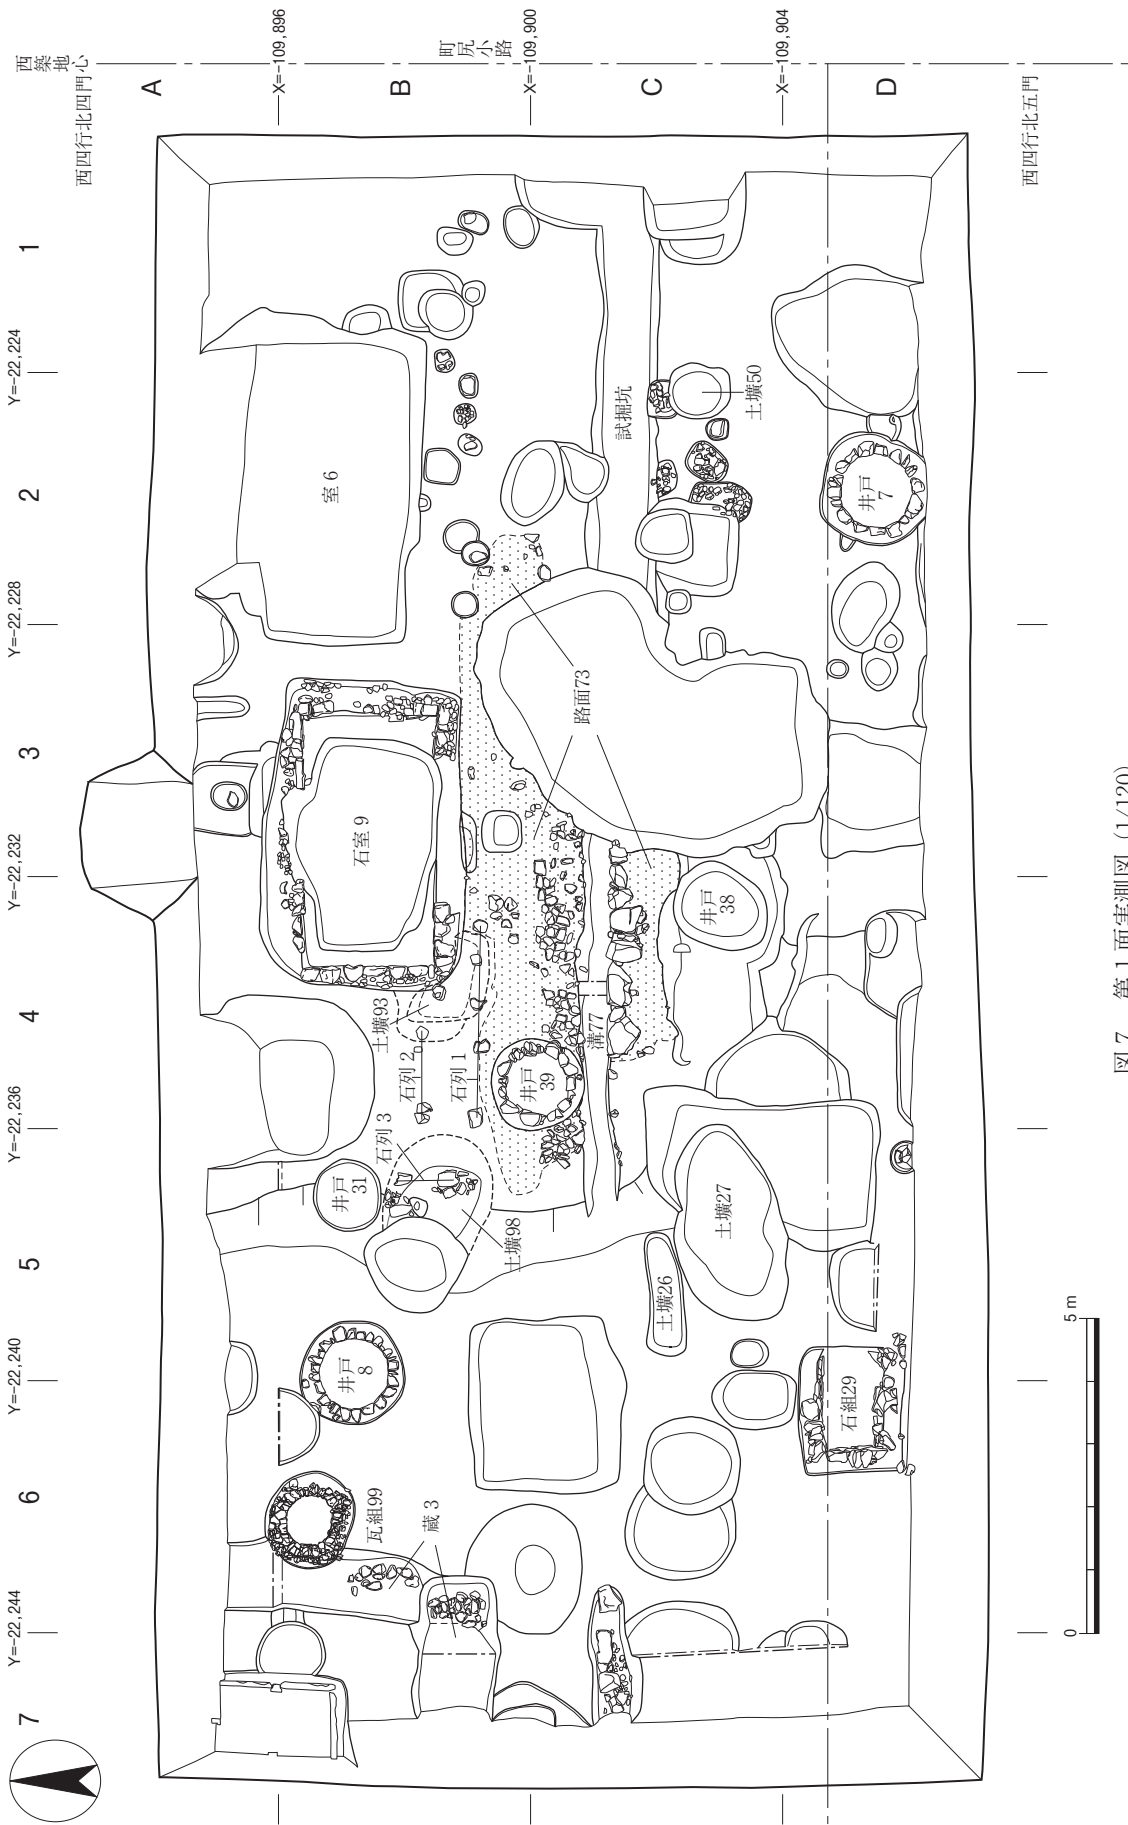 西築地心
町尻小路
西四行北四門
西四行北五門
X=-109,896
X=-109,900
X=-109,904
A
B
C
D
1
2
3
4
5
6
7
Y=-22,224
Y=-22,228
Y=-22,232
Y=-22,236
Y=-22,240
Y=-22,244
室6
試掘坑
土壙50
井戸7
石室9
路面73
井戸38
土壙93
石列2
石列1
溝77
井戸39
石列3
井戸31
土壙98
土壙27
土壙26
井戸8
石組29
瓦組99
蔵3
0
5 m
図7 第1面実測図（1/120）